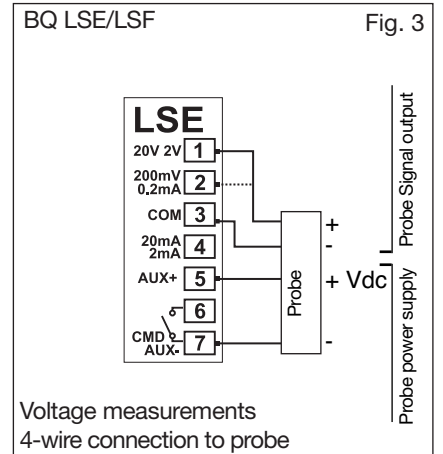 BQ LSE/LSF
Fig. 3
LSE
20V 2V 1
200mV
0.2mA 2
COM 3
20mA
2mA 4
AUX+ 5
6
CMD
AUX- 7
Probe
+
-
+ Vdc
-
Probe Signal output
Probe power supply
Voltage measurements
4-wire connection to probe